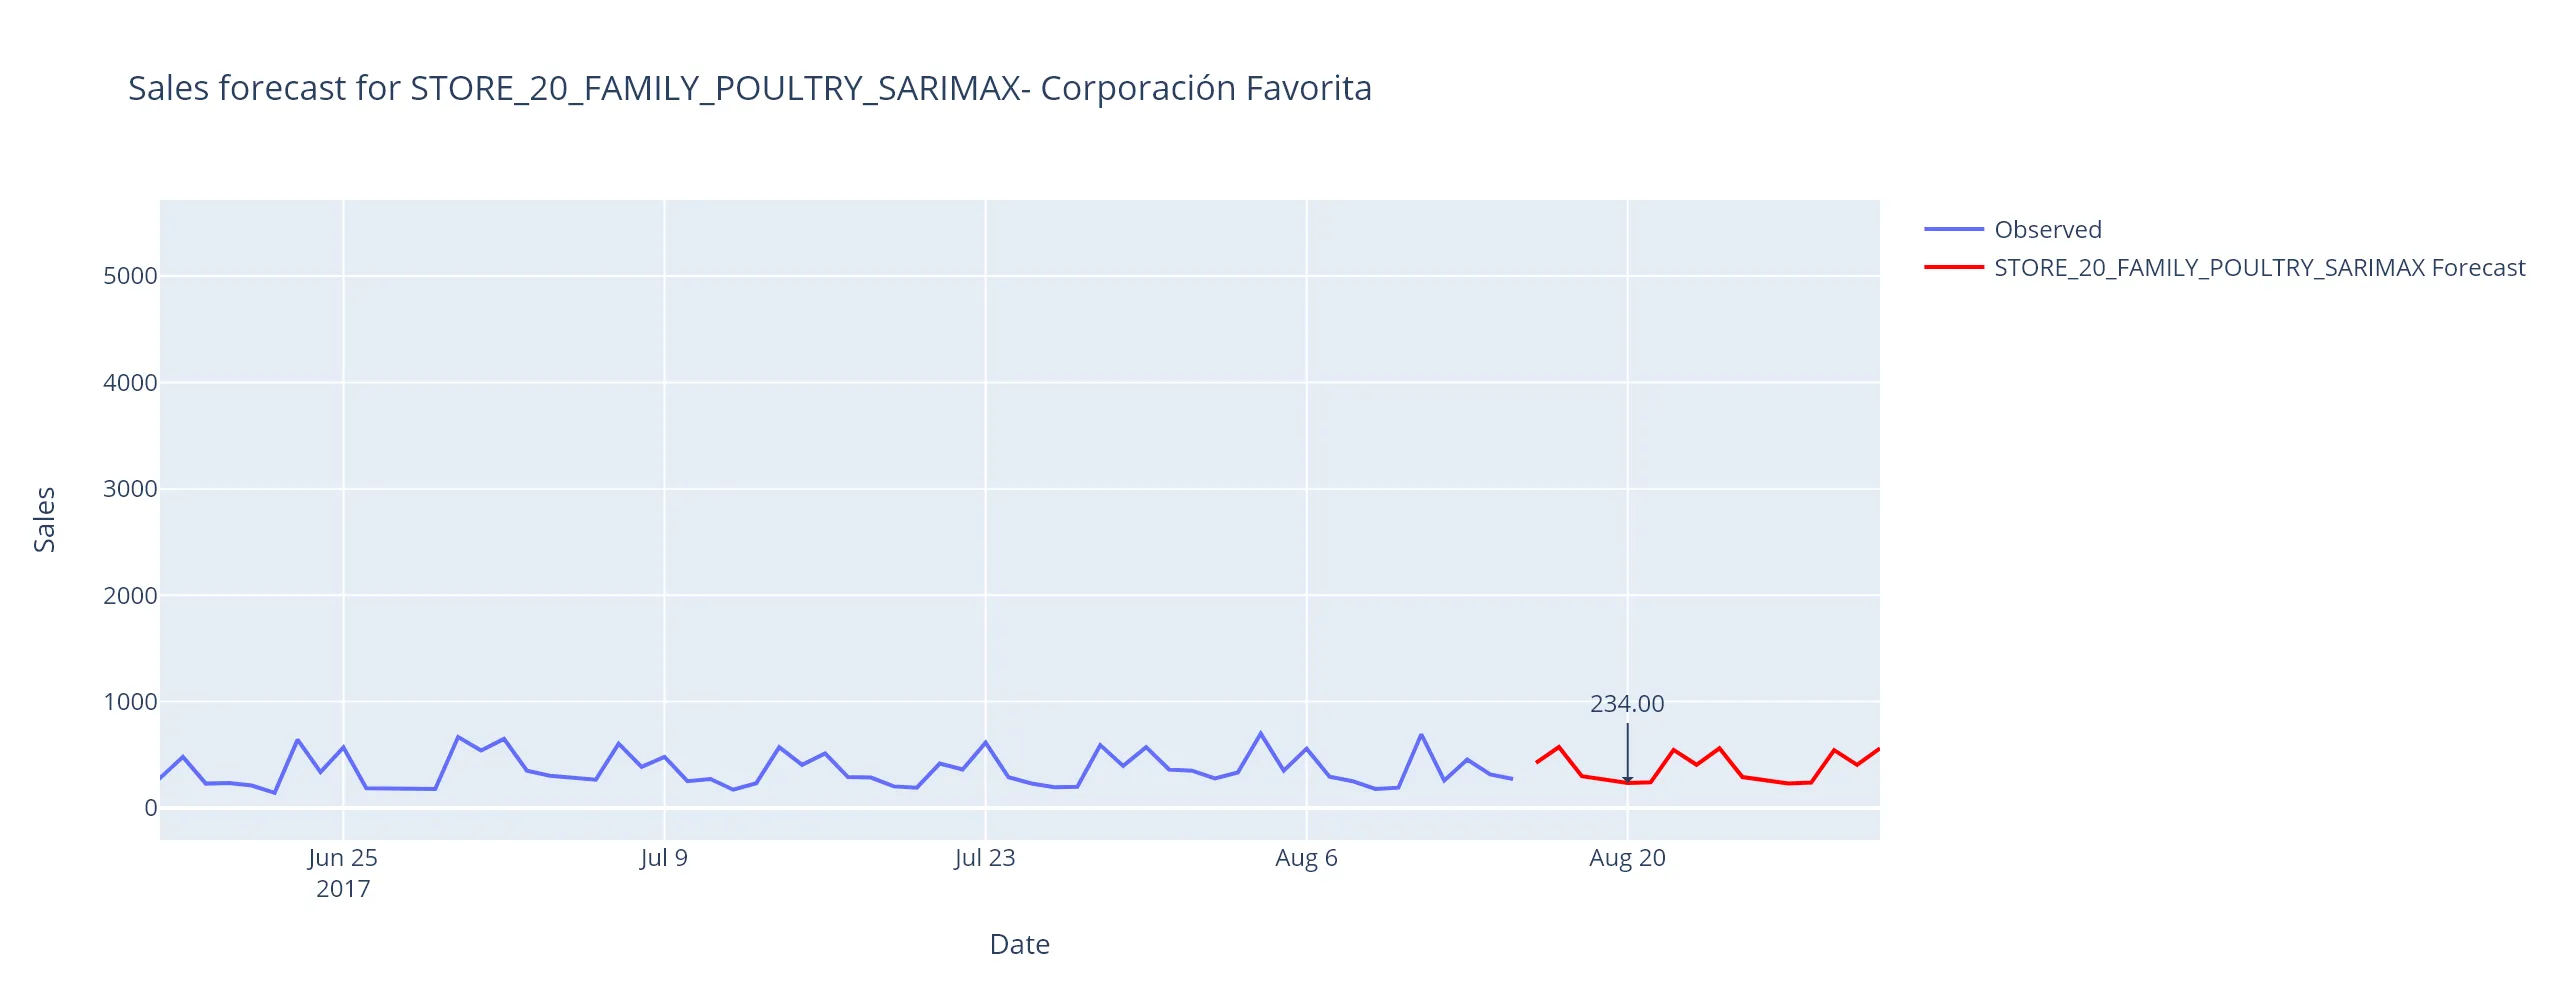 Sales forecast for STORE_20_FAMILY_POULTRY_SARIMAX- Corporación Favorita
Observed
STORE_20_FAMILY_POULTRY_SARIMAX Forecast
5000
4000
3000
2000
1000
0
Sales
234.00
Jun 25
2017
Jul 9
Jul 23
Aug 6
Aug 20
Date